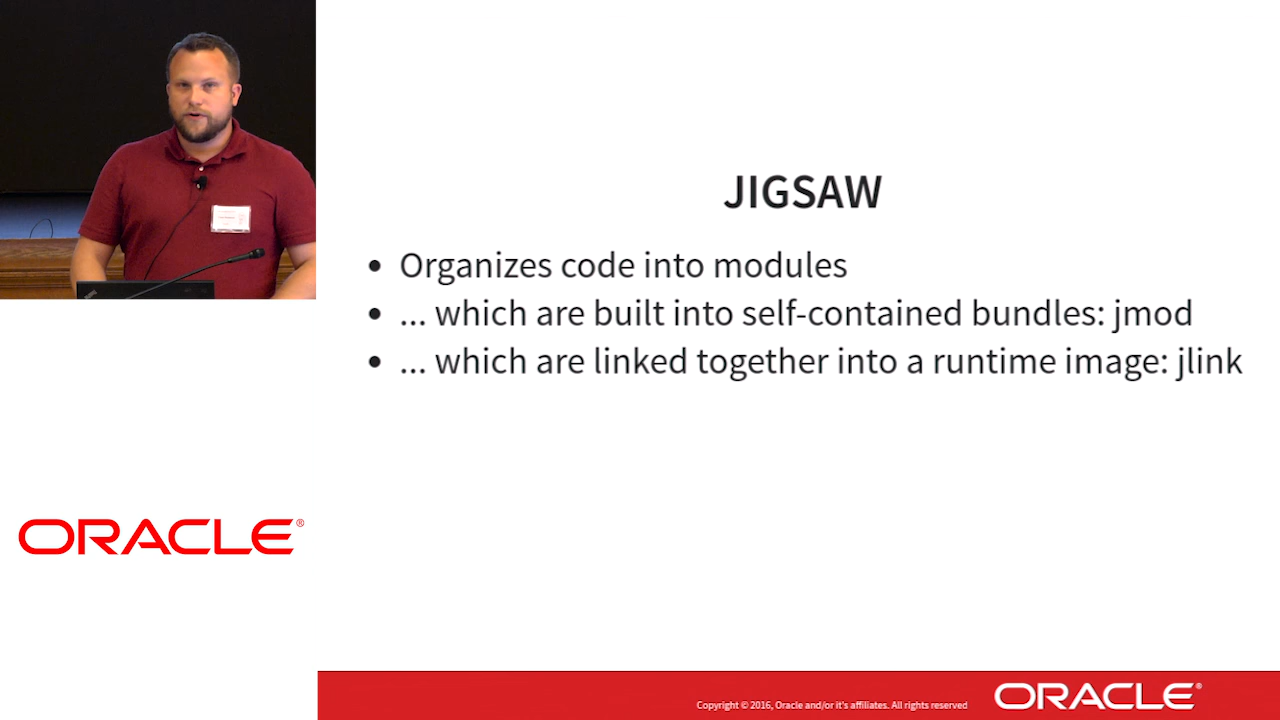 JIGSAW
• Organizes code into modules
• ... which are built into self-contained bundles: jmod
• ... which are linked together into a runtime image: jlink
ORACLE®
Copyright © 2016, Oracle and/or it's affiliates. All rights reserved
ORACLE®